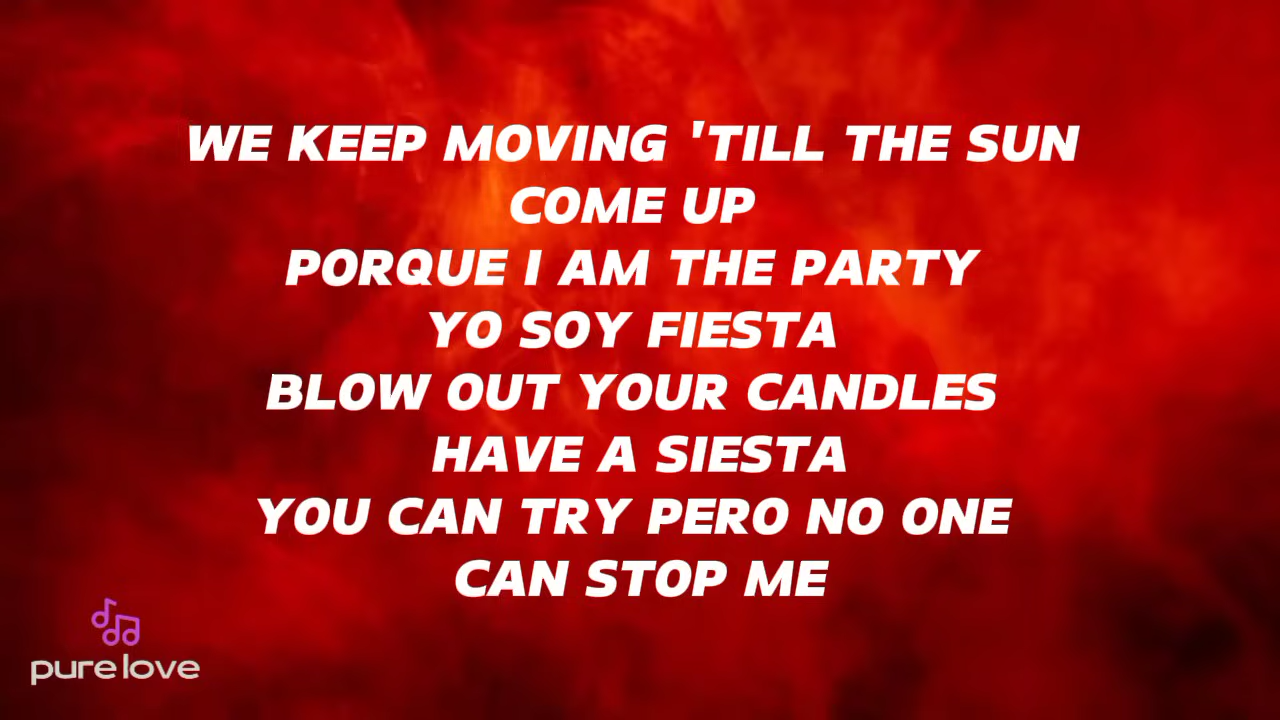 WE KEEP MOVING 'TILL THE SUN
COME UP
PORQUE I AM THE PARTY
YO SOY FIESTA
BLOW OUT YOUR CANDLES
HAVE A SIESTA
YOU CAN TRY PERO NO ONE
CAN STOP ME
pure love